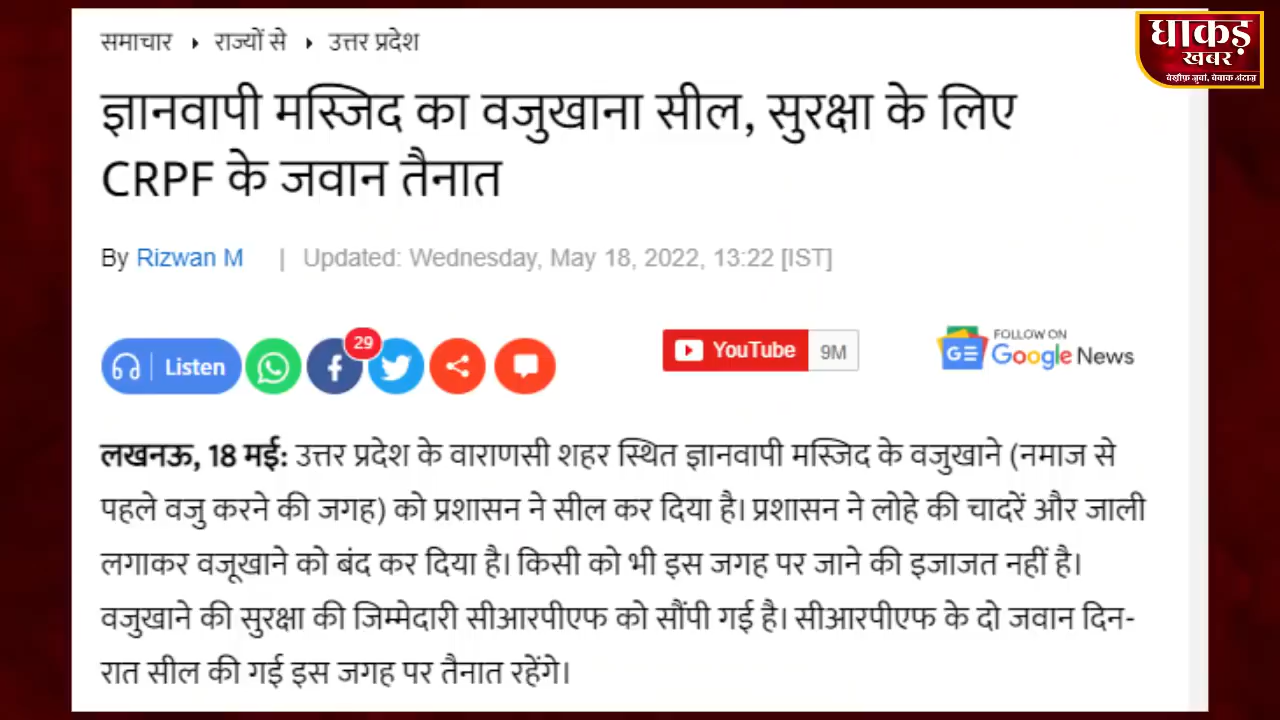 समाचार › राज्यों से › उत्तर प्रदेश
धाकड़
खबर
बेख़ौफ़ जुबां, बेबाक अंदाज़
ज्ञानवापी मस्जिद का वजुखाना सील, सुरक्षा के लिए
CRPF के जवान तैनात
By Rizwan M | Updated: Wednesday, May 18, 2022, 13:22 [IST]
Listen
29
YouTube 9M
FOLLOW ON
GE Google News
लखनऊ, 18 मई: उत्तर प्रदेश के वाराणसी शहर स्थित ज्ञानवापी मस्जिद के वजुखाने (नमाज से
पहले वजु करने की जगह) को प्रशासन ने सील कर दिया है। प्रशासन ने लोहे की चादरें और जाली
लगाकर वजूखाने को बंद कर दिया है। किसी को भी इस जगह पर जाने की इजाजत नहीं है।
वजुखाने की सुरक्षा की जिम्मेदारी सीआरपीएफ को सौंपी गई है। सीआरपीएफ के दो जवान दिन-
रात सील की गई इस जगह पर तैनात रहेंगे।